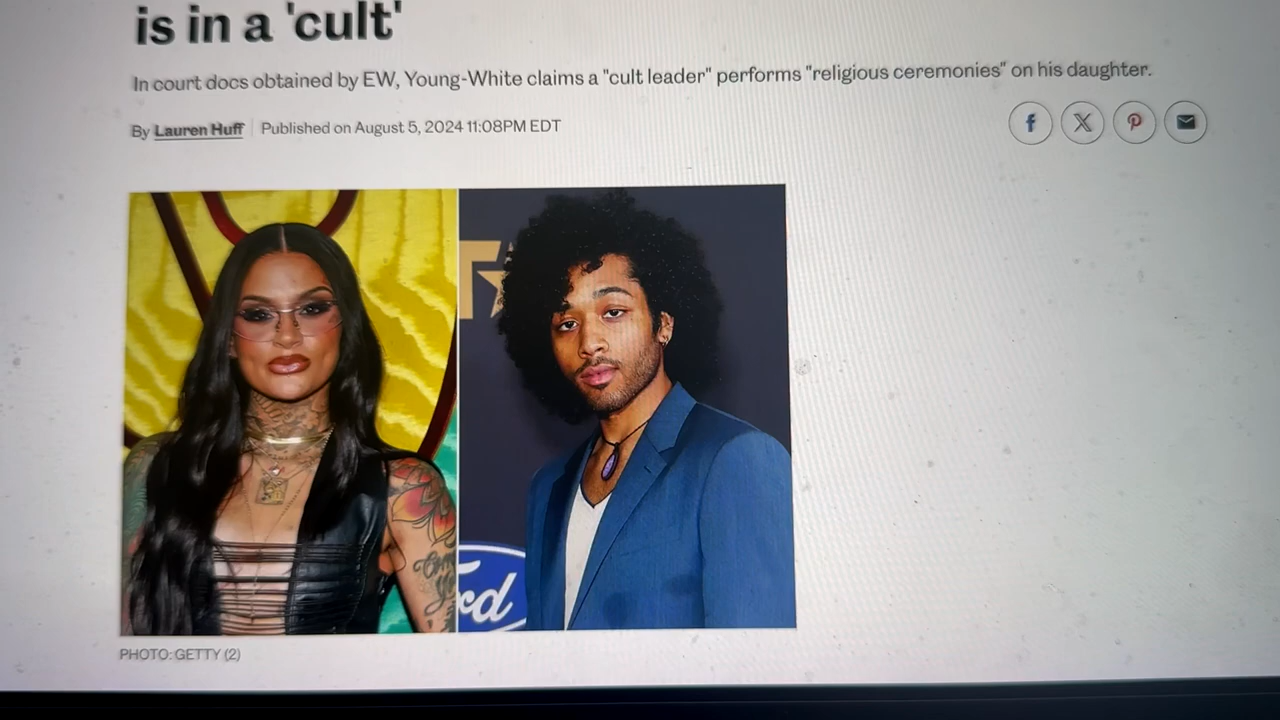 is in a 'cult'
In court docs obtained by EW, Young-White claims a "cult leader" performs "religious ceremonies" on his daughter.
By Lauren Huff Published on August 5, 2024 11:08PM EDT
PHOTO: GETTY (2)